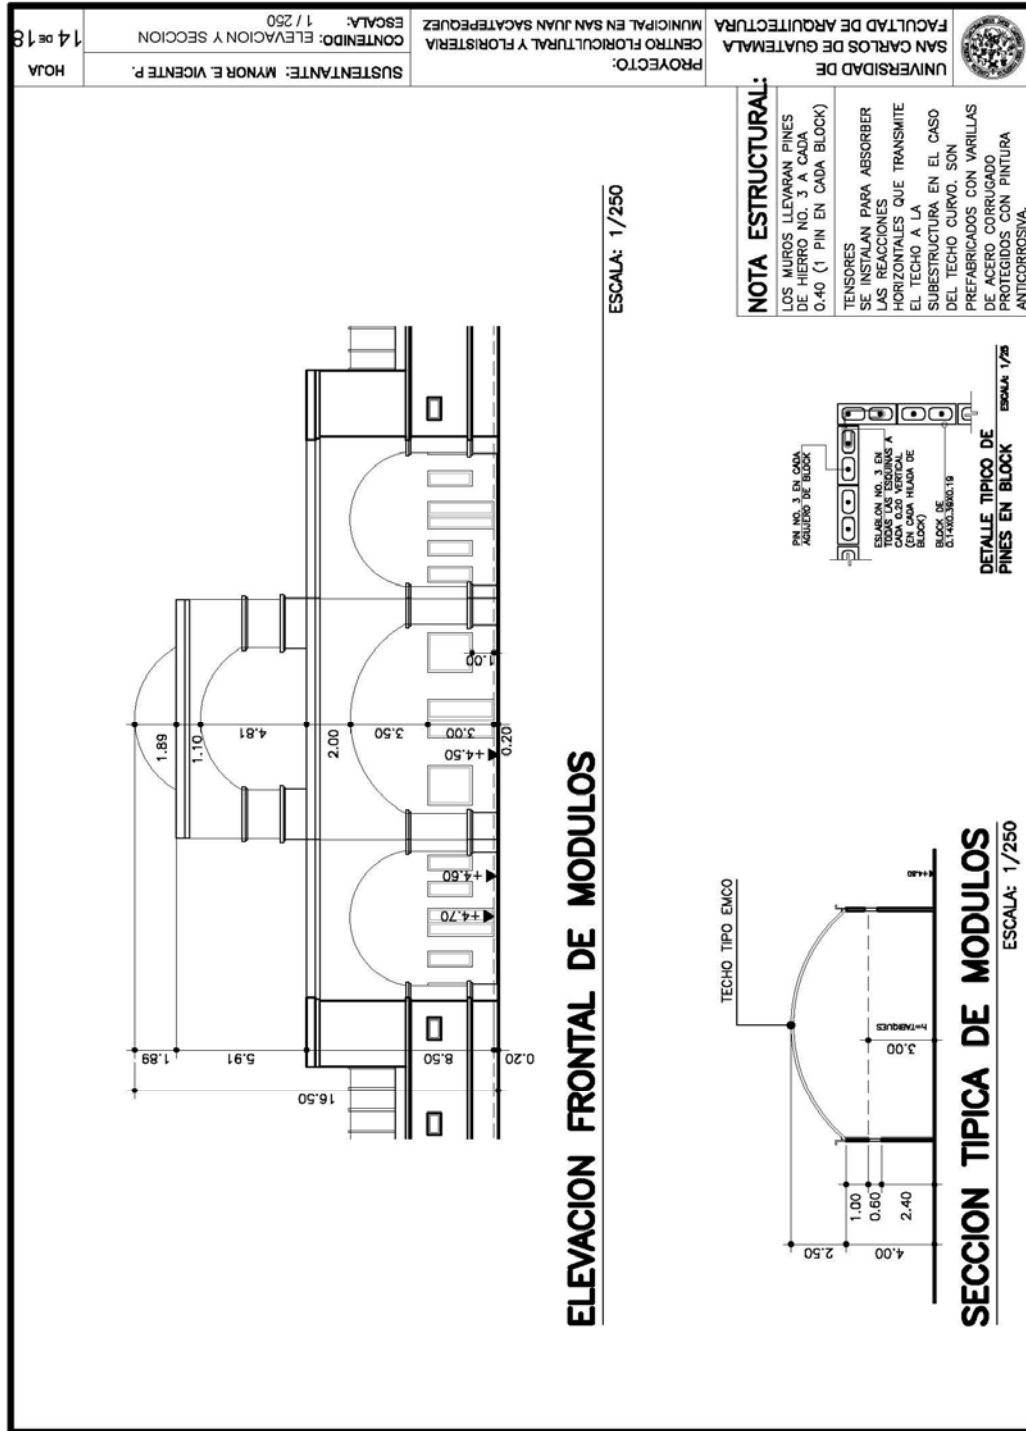 UNIVERSIDAD DE
SAN CARLOS DE GUATEMALA
FACULTAD DE ARQUITECTURA
PROYECTO:
CENTRO FLORICULTURAL Y FLORISTERIA
MUNICIPAL EN SAN JUAN SACATEPEQUEZ
SUSTENTANTE: MYNOR E. VICENTE P.
CONTENIDO: ELEVACION Y SECCION
ESCALA: 1 / 250
HOJA
14 DE 18
1.89
5.91
8.50
0.20
16.50
1.89
1.10
4.81
2.00
3.50
3.00
0.20
1.00
+4.50
+4.60
+4.70
ELEVACION FRONTAL DE MODULOS
ESCALA: 1/250
TECHO TIPO EMCO
h=TABIQUES
3.00
2.50
4.00
1.00
0.60
2.40
SECCION TIPICA DE MODULOS
ESCALA: 1/250
PIN NO. 3 EN CADA
AGUJERO DE BLOCK
ESLABLON NO. 3 EN
TODAS LAS ESQUINAS A
CADA 0.20 VERTICAL
(EN CADA HILADA DE
BLOCK)
BLOCK DE
0.14X0.39X0.19
DETALLE TIPICO DE
PINES EN BLOCK
ESCALA: 1/25
NOTA ESTRUCTURAL:
LOS MUROS LLEVARAN PINES
DE HIERRO NO. 3 A CADA
0.40 (1 PIN EN CADA BLOCK)
TENSORES
SE INSTALAN PARA ABSORBER
LAS REACCIONES
HORIZONTALES QUE TRANSMITE
EL TECHO A LA
SUBESTRUCTURA EN EL CASO
DEL TECHO CURVO. SON
PREFABRICADOS CON VARILLAS
DE ACERO CORRUGADO
PROTEGIDOS CON PINTURA
ANTICORROSIVA.